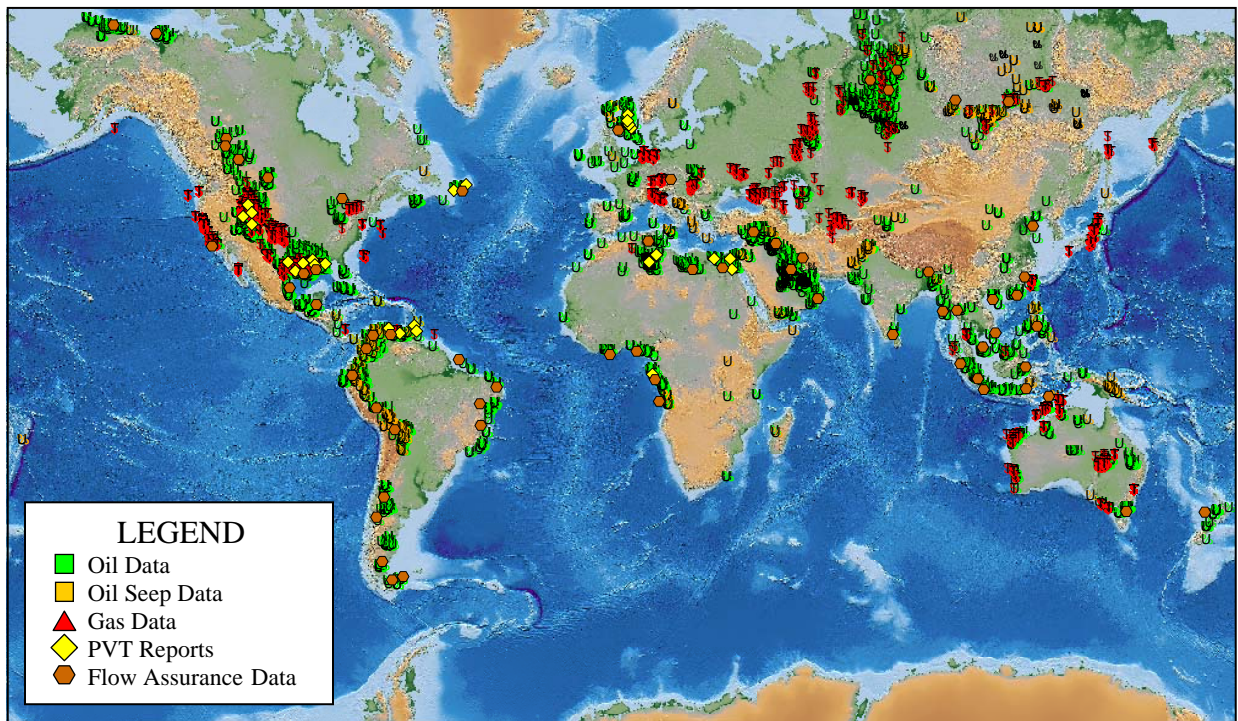 LEGEND
Oil Data
Oil Seep Data
Gas Data
PVT Reports
Flow Assurance Data